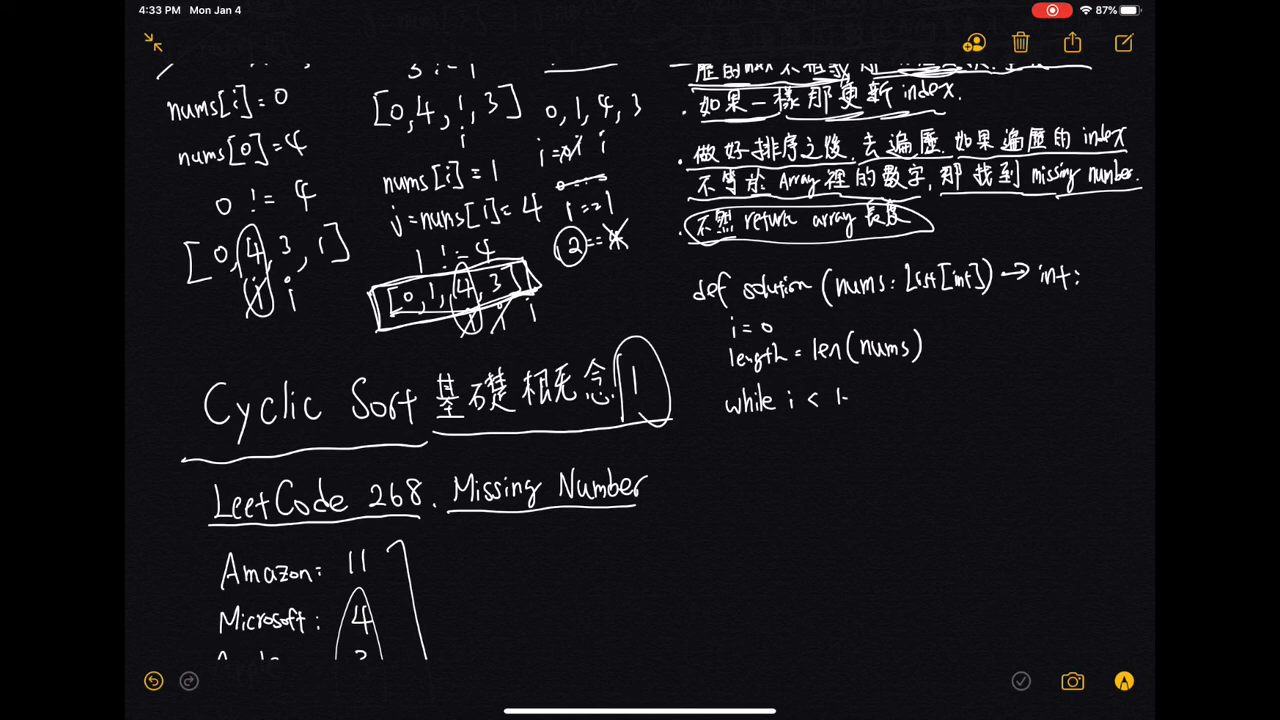 4:33 PM Mon Jan 4
87%
nums[i]=0
nums[0]=4
0 != 4
[0,4,3,1]
i i
[0,4,1,3]
i
nums[i]=1
j=nums[i]=4
1 != 4
[0,1,4,3]
i i i
0,1,4,3
i=
i
i==1
2==4
. 如果一樣那更新 index.
. 做好排序之後,去遍歷.如果遍歷的 index
不等於 Array 裡的數字,那找到 missing number.
. 不然 return array 長度
def solution (nums: List[int]) → int:
i=0
length = len(nums)
while i < l
Cyclic Sort 基礎概念 1
LeetCode 268. Missing Number
Amazon: 11
Microsoft: 4